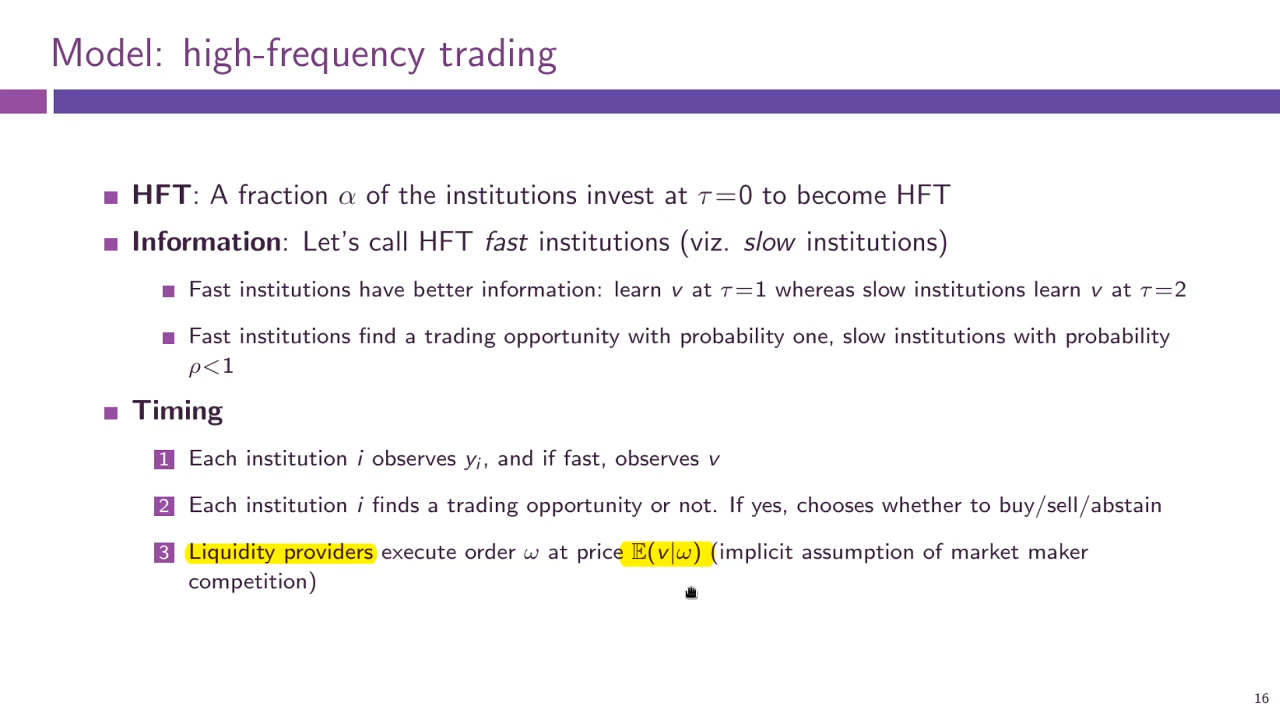 Model: high-frequency trading
HFT: A fraction α of the institutions invest at τ=0 to become HFT
Information: Let's call HFT fast institutions (viz. slow institutions)
Fast institutions have better information: learn v at τ=1 whereas slow institutions learn v at τ=2
Fast institutions find a trading opportunity with probability one, slow institutions with probability
ρ<1
Timing
1 Each institution i observes yᵢ, and if fast, observes v
2 Each institution i finds a trading opportunity or not. If yes, chooses whether to buy/sell/abstain
3 Liquidity providers execute order ω at price 𝔼(v|ω) (implicit assumption of market maker
competition)
16